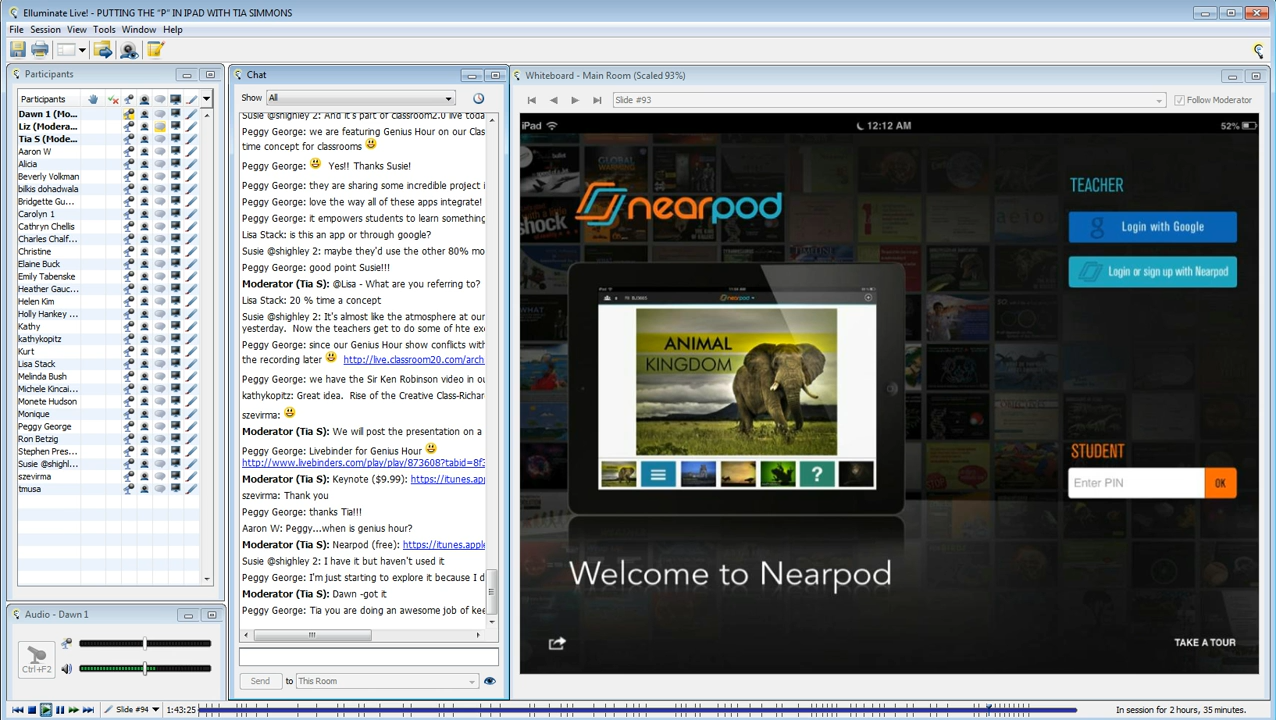 Elluminate Live! - PUTTING THE "P" IN IPAD WITH TIA SIMMONS
File Session View Tools Window Help
Participants
Participants
Dawn 1 (Mo...
Liz (Modera...
Tia S (Mode...
Aaron W
Alicia
Beverly Volkman
bilkis dohadwala
Bridgette Gu...
Carolyn 1
Cathryn Chellis
Charles Chalf...
Christine
Elaine Buck
Emily Tabenske
Heather Gauc...
Helen Kim
Holly Hankey ...
Kathy
kathykopitz
Kurt
Lisa Stack
Melinda Bush
Michele Kincai...
Monete Hudson
Monique
Peggy George
Ron Betzig
Stephen Pres...
Susie @shighl...
szevirma
tmusa
Audio - Dawn 1
Ctrl+F2
Chat
Show All
Susie @shighley 2: And it's part of classroom2.0 live toda
Peggy George: we are featuring Genius Hour on our Clas
time concept for classrooms
Peggy George: Yes!! Thanks Susie!
Peggy George: they are sharing some incredible project i
Peggy George: love the way all of these apps integrate!
Peggy George: it empowers students to learn something
Lisa Stack: is this an app or through google?
Susie @shighley 2: maybe they'd use the other 80% mo
Peggy George: good point Susie!!!
Moderator (Tia S): @Lisa - What are you referring to?
Lisa Stack: 20 % time a concept
Susie @shighley 2: It's almost like the atmosphere at our
yesterday. Now the teachers get to do some of hte exc
Peggy George: since our Genius Hour show conflicts with
the recording later http://live.classroom20.com/arch
Peggy George: we have the Sir Ken Robinson video in ou
kathykopitz: Great idea. Rise of the Creative Class-Richar
szevirma:
Moderator (Tia S): We will post the presentation on a
Peggy George: Livebinder for Genius Hour
http://www.livebinders.com/play/play/873608?tabid=8f3
Moderator (Tia S): Keynote ($9.99): https://itunes.app
szevirma: Thank you
Peggy George: thanks Tia!!!
Aaron W: Peggy...when is genius hour?
Moderator (Tia S): Nearpod (free): https://itunes.apple
Susie @shighley 2: I have it but haven't used it
Peggy George: I'm just starting to explore it because I d
Moderator (Tia S): Dawn -got it
Peggy George: Tia you are doing an awesome job of kee
Send to This Room
Whiteboard - Main Room (Scaled 93%)
Slide #93
Follow Moderator
iPad 12:12 AM 52%
nearpod
TEACHER
Login with Google
Login or sign up with Nearpod
nearpod
ANIMAL
KINGDOM
?
STUDENT
Enter PIN OK
Welcome to Nearpod
TAKE A TOUR
Slide #94 1:43:25
In session for 2 hours, 35 minutes.